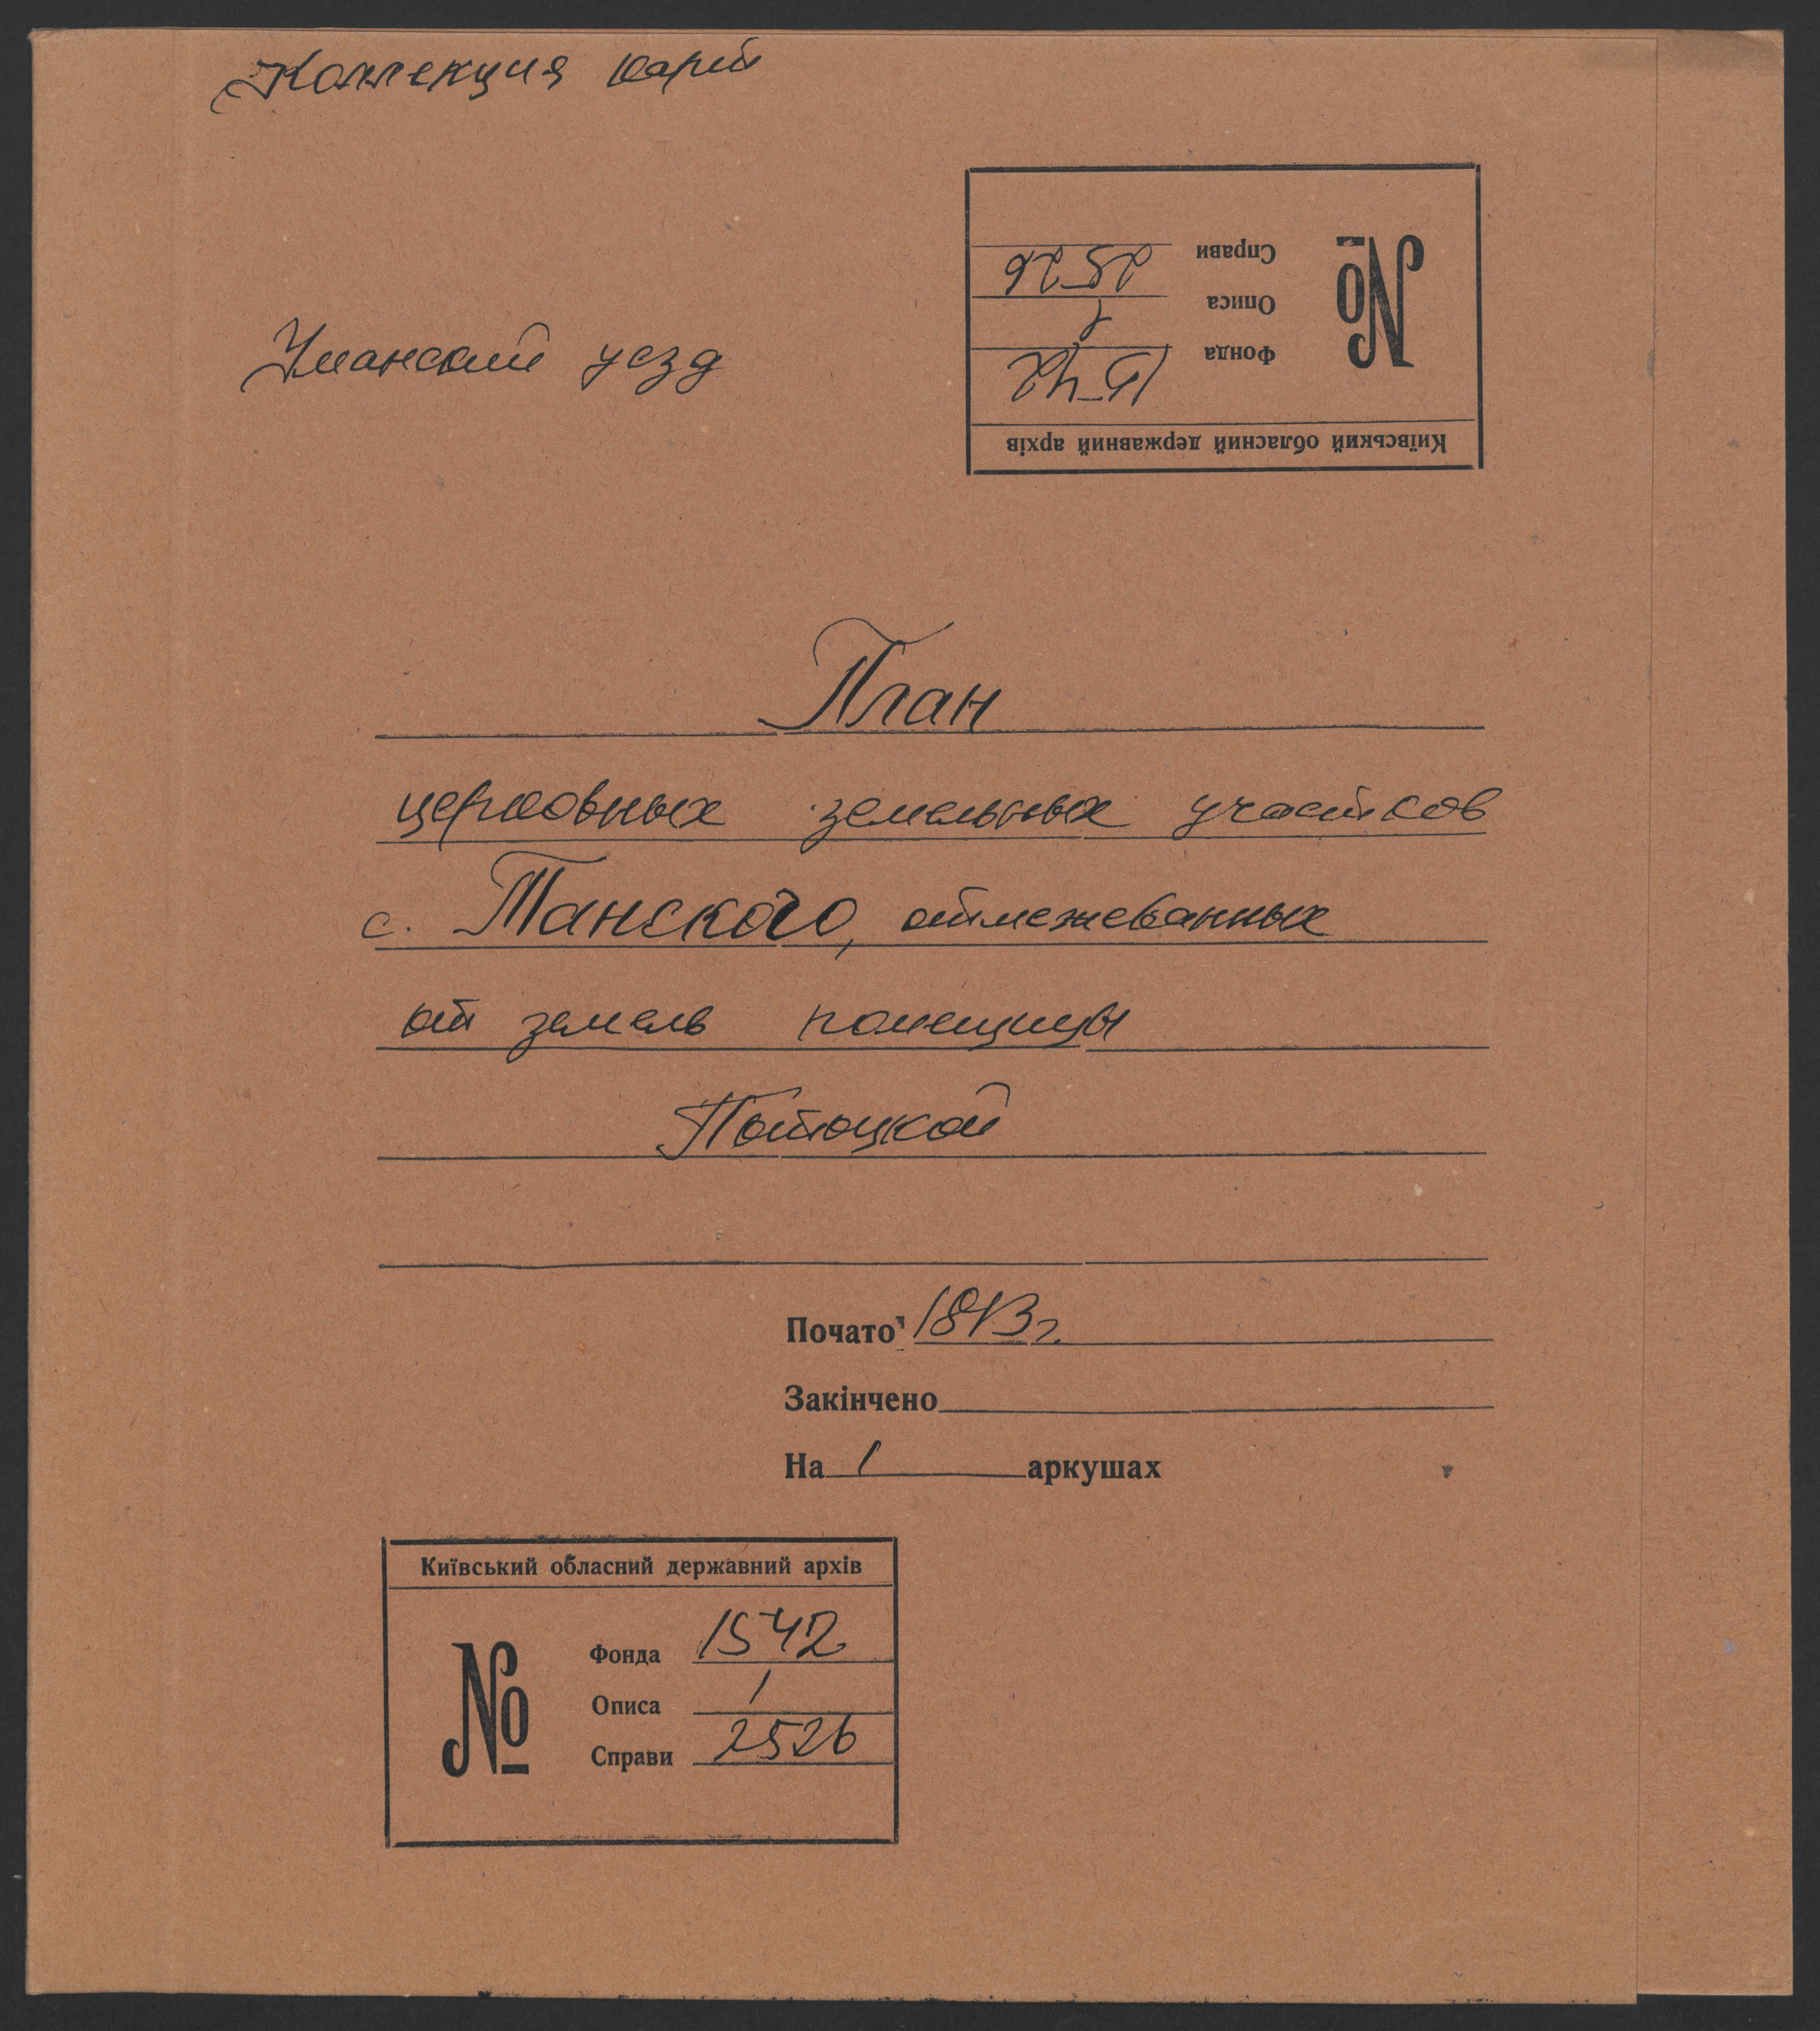 Коллекция карт
Киïвський обласний державний архів
№
Фонда 1542
Описа 1
Справи 2526
Уманский уезд
План
церковных земельных участков
с. Танского, отмежеванных
от земель помещицы
Потоцкой
Почато 1813 г.
Закінчено
На 1 аркушах
Київський обласний державний архів
№
Фонда 1542
Описа 1
Справи 2526